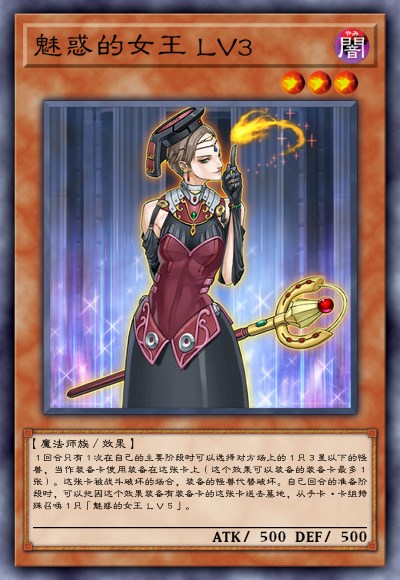 魅惑的女王 LV3
やみ
闇
【魔法师族／效果】
1回合只有1次在自己的主要阶段时可以选择对方场上的1只3星以下的怪
兽，当作装备卡使用装备在这张卡上（这个效果可以装备的装备卡最多1
张）。这张卡被战斗破坏的场合，装备的怪兽代替破坏。自己回合的准备阶
段时，可以把因这个效果装备有装备卡的这张卡送去墓地，从手卡·卡组特
殊召唤1只「魅惑的女王 LV5」。
ATK/ 500 DEF/ 500